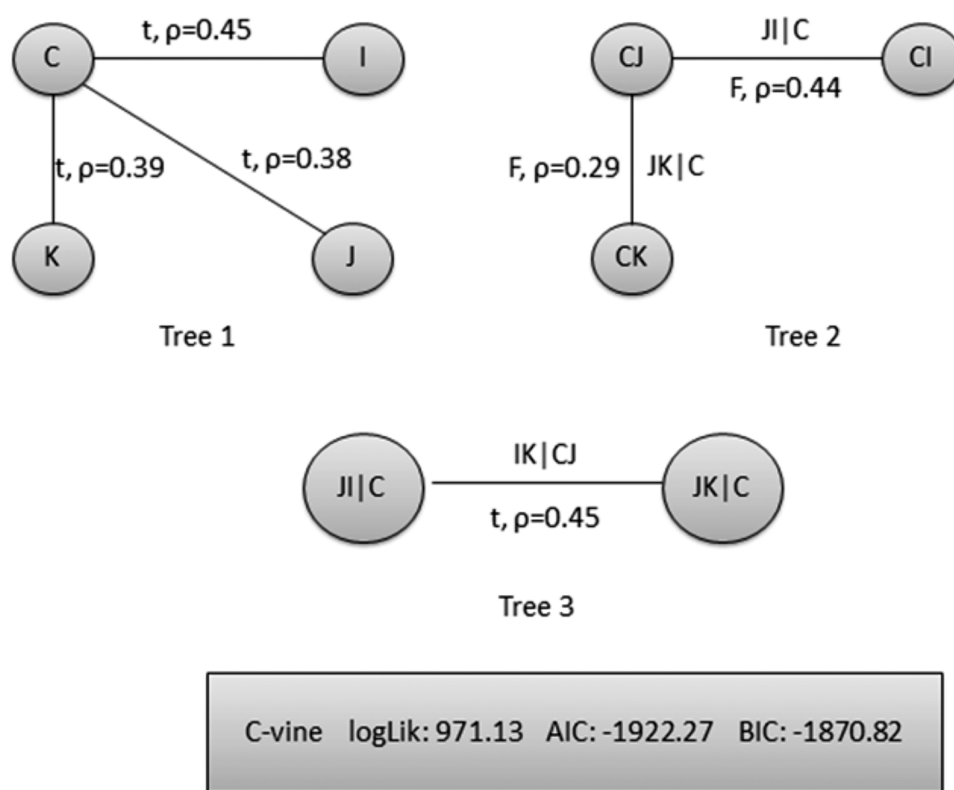 C
t, ρ=0.45
I
t, ρ=0.39
t, ρ=0.38
K
J
Tree 1
CJ
JI|C
F, ρ=0.44
CI
F, ρ=0.29
JK|C
CK
Tree 2
JI|C
IK|CJ
t, ρ=0.45
JK|C
Tree 3
C-vine logLik: 971.13 AIC: -1922.27 BIC: -1870.82